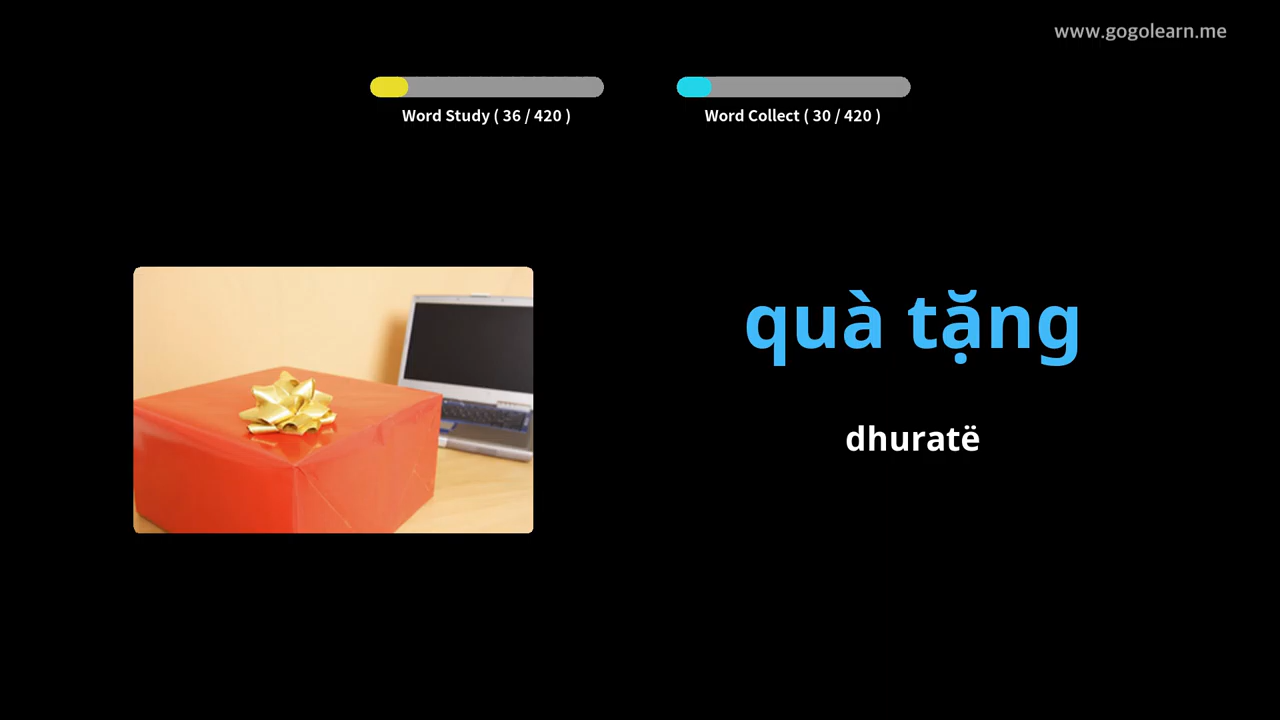 www.gogolearn.me
Word Study ( 36 / 420 )
Word Collect ( 30 / 420 )
quà tặng
dhuratë